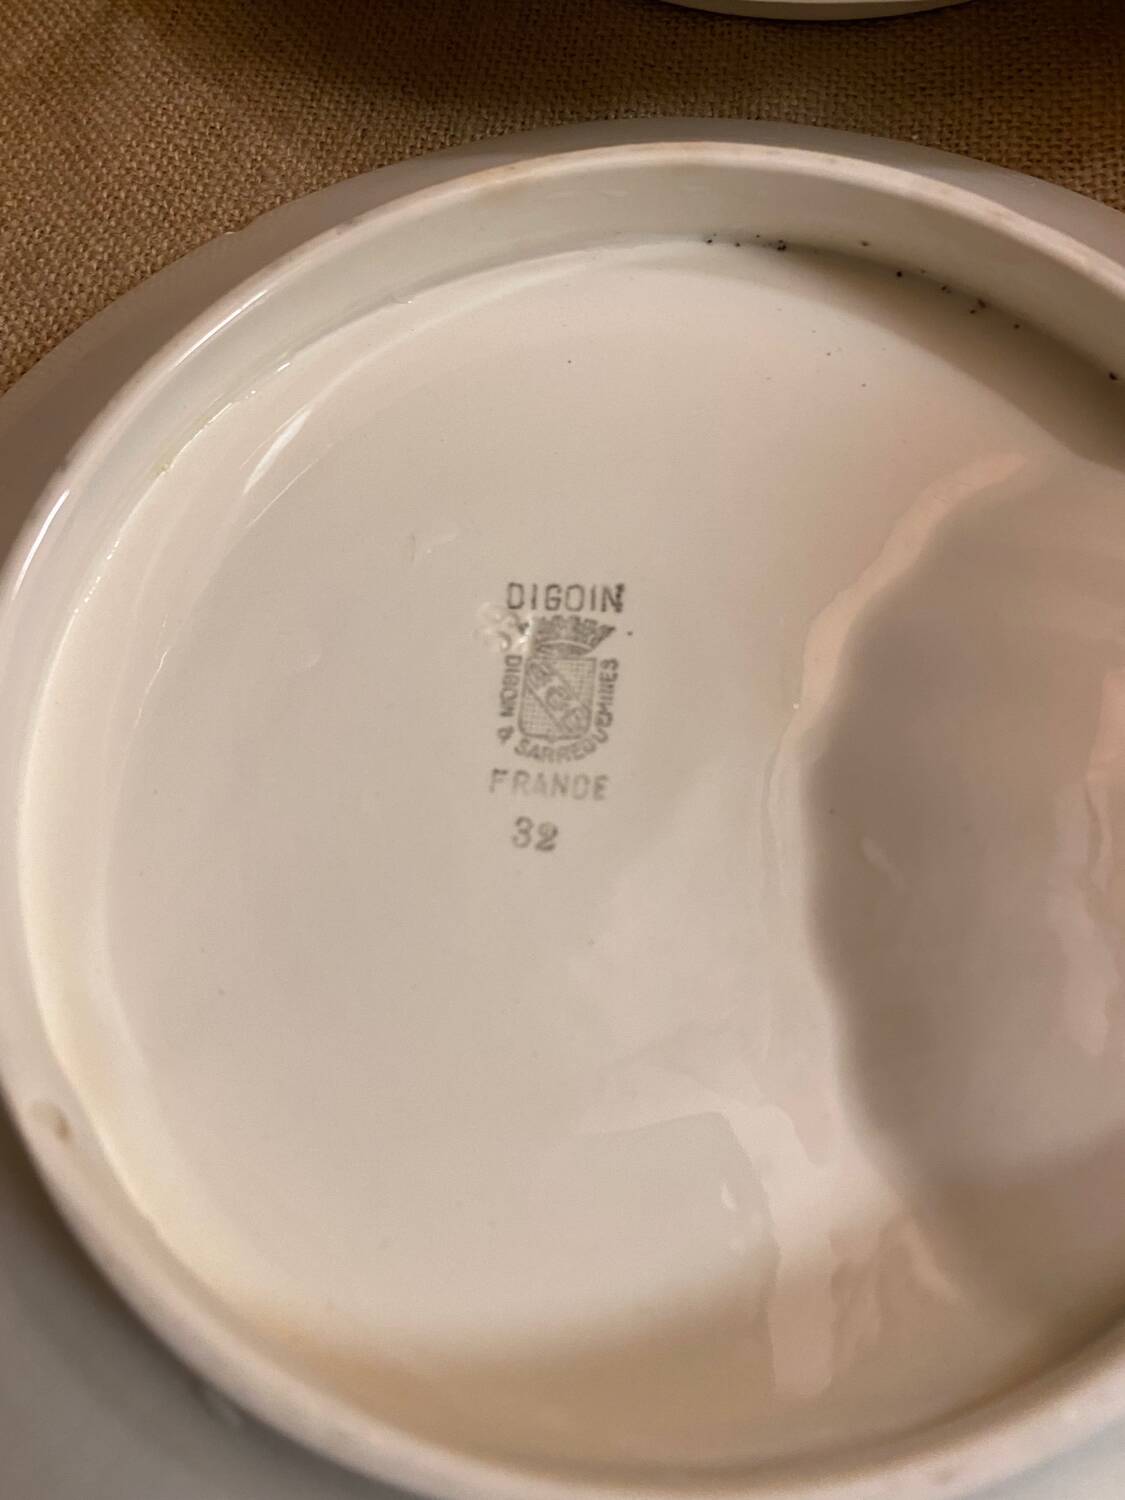 DIGOIN
DIGOIN & SARREGUEMINES
FRANCE
32